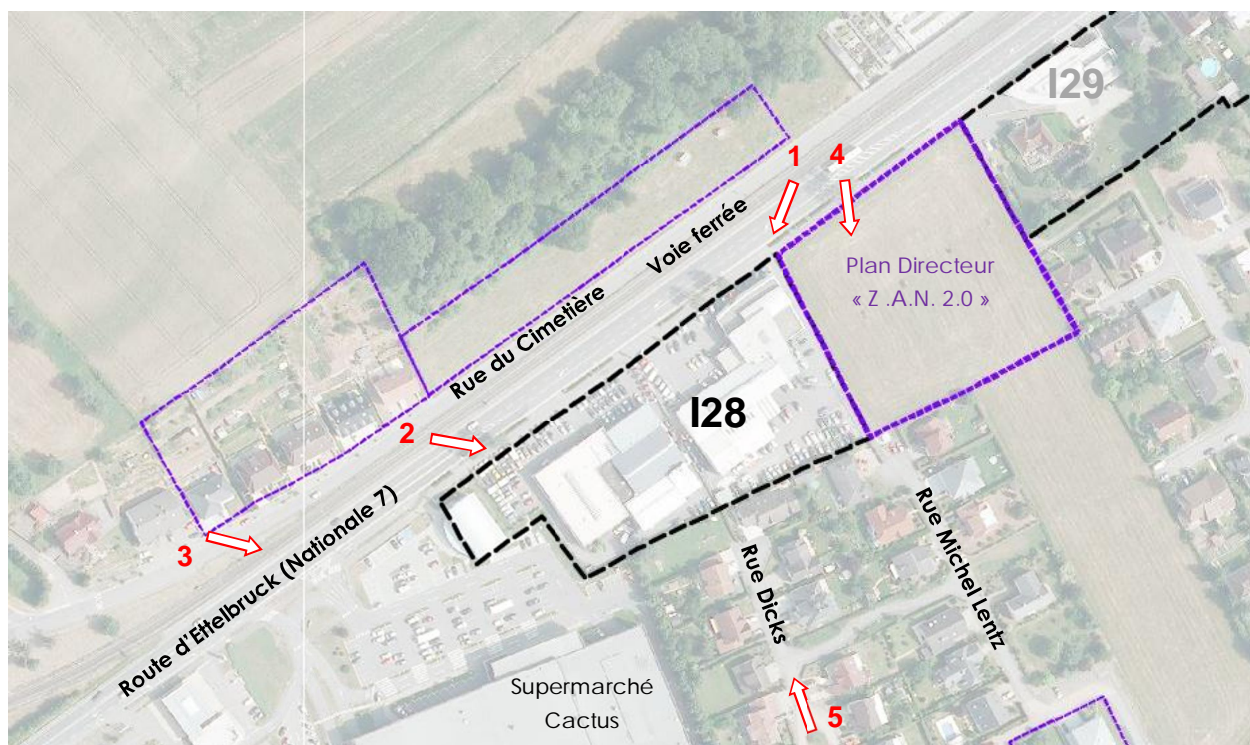 I29
1
4
Voie ferrée
Plan Directeur
« Z .A.N. 2.0 »
Rue du Cimetière
I28
2
Route d'Ettelbruck (Nationale 7)
3
Rue Dicks
Rue Michel Lentz
Supermarché
Cactus
5